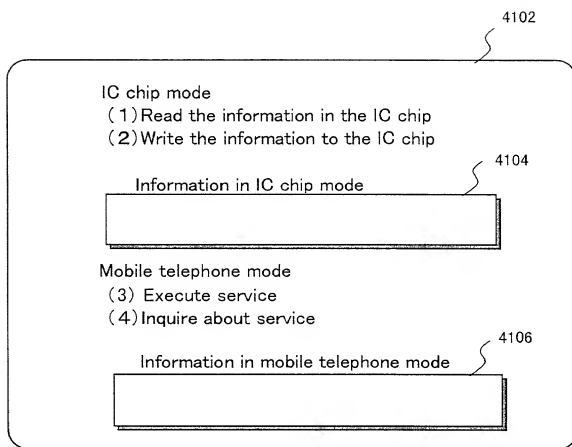 4102
IC chip mode
(1)Read the information in the IC chip
(2)Write the information to the IC chip
4104
Information in IC chip mode
Mobile telephone mode
(3) Execute service
(4)Inquire about service
4106
Information in mobile telephone mode